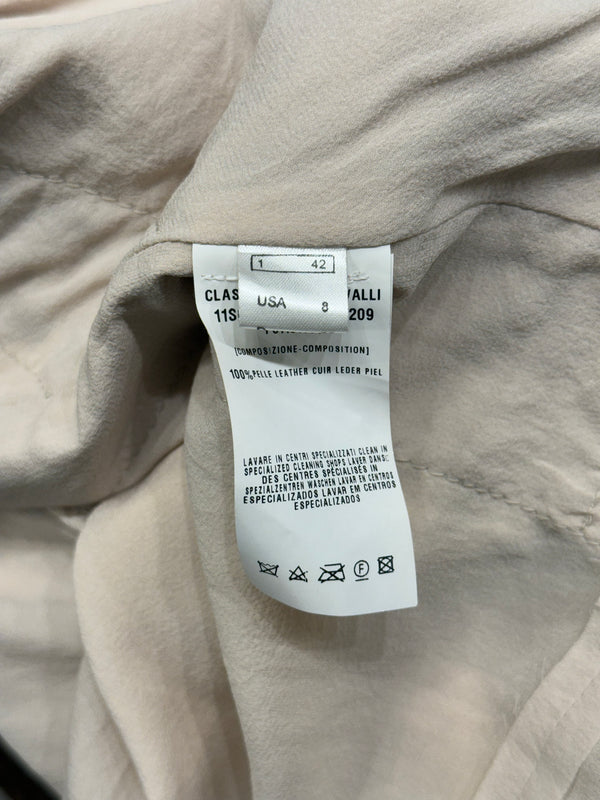 1 42
USA 8
CLAS VALLI
11S 209
[COMPOSIZIONE-COMPOSITION]
100%PELLE LEATHER CUIR LEDER PIEL
LAVARE IN CENTRI SPECIALIZZATI CLEAN IN
SPECIALIZED CLEANING SHOPS LAVER DANS
DES CENTRES SPECIALISES IN
SPEZIALZENTREN WASCHEN LAVAR EN CENTROS
ESPECIALIZADOS LAVAR EM CENTROS
ESPECIALIZADOS
F